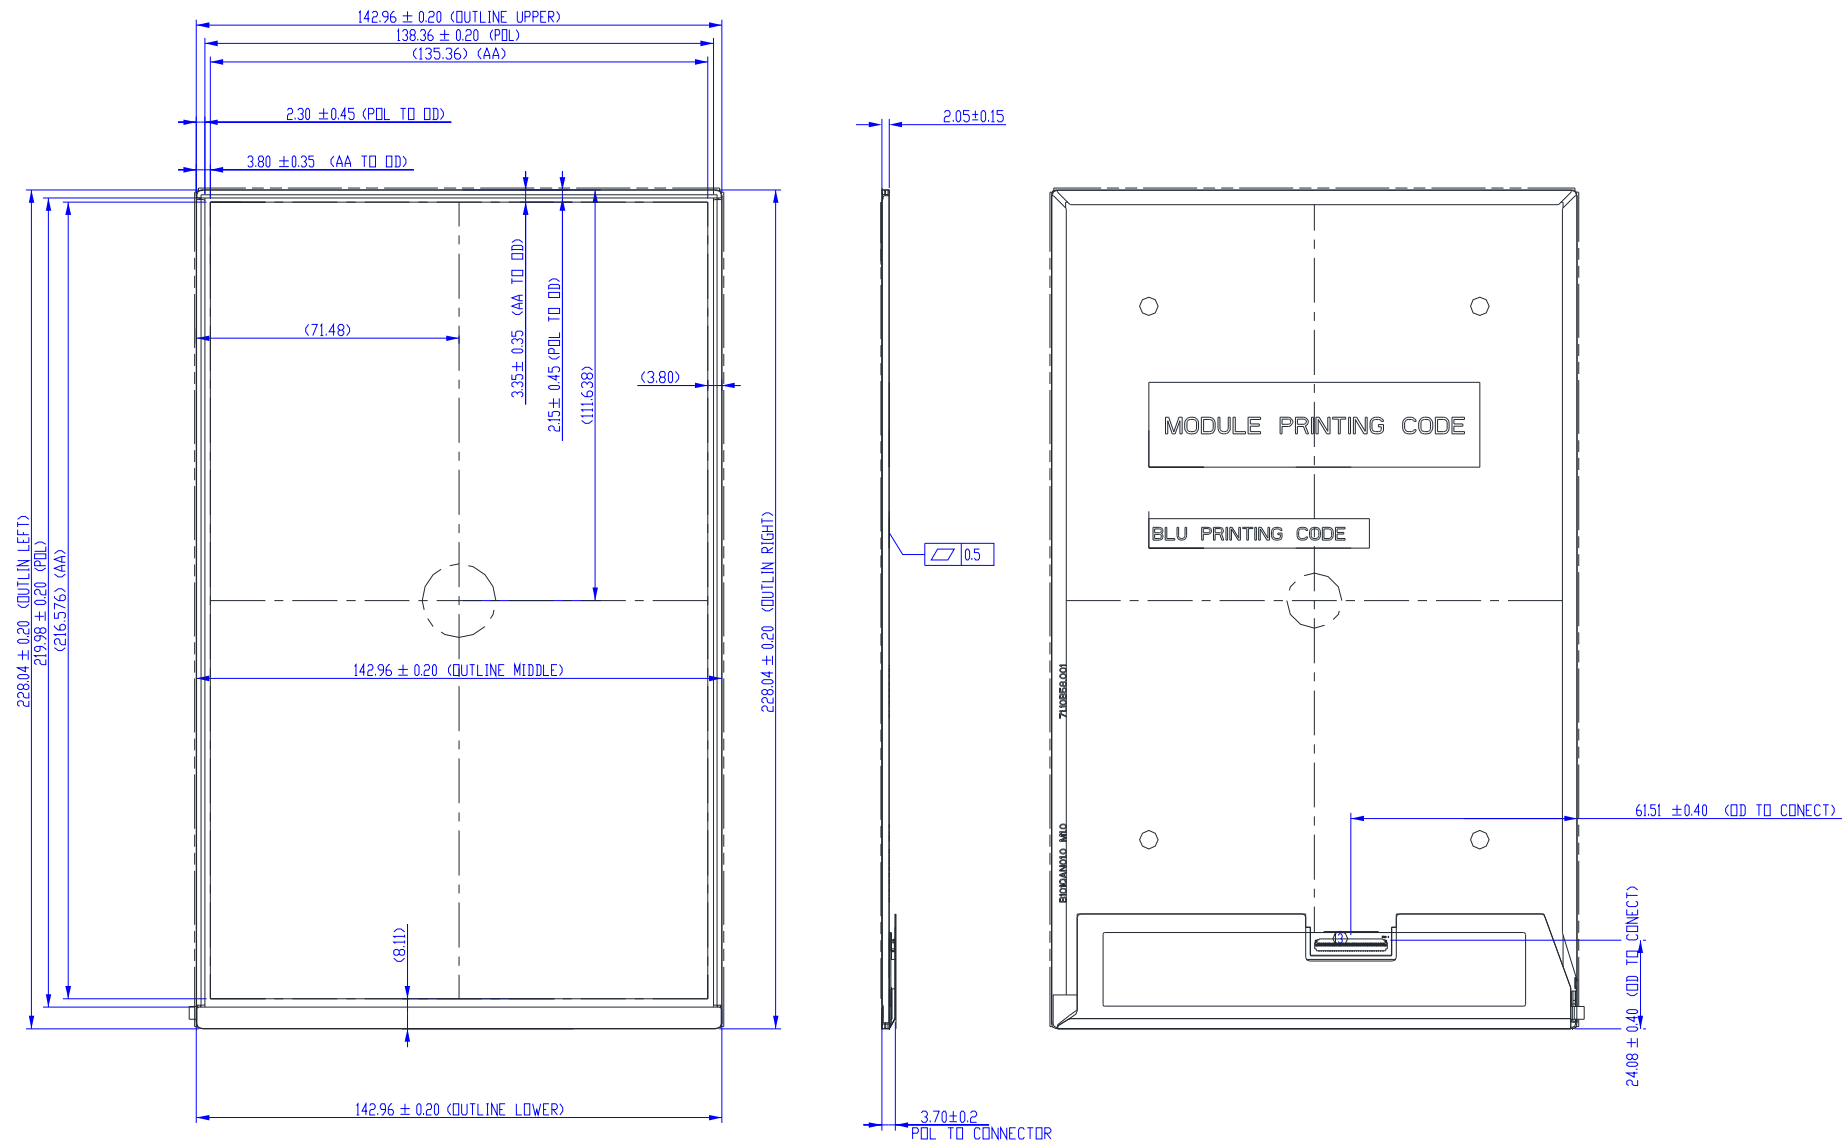 142.96 ± 0.20 (OUTLINE UPPER)
138.36 ± 0.20 (POL)
(135.36) (AA)
2.30 ±0.45 (POL TO OD)
3.80 ±0.35 (AA TO OD)
3.35± 0.35 (AA TO OD)
2.15± 0.45 (POL TO OD)
(111.638)
(71.48)
(3.80)
228.04 ± 0.20 (OUTLIN LEFT)
219.98 ± 0.20 (POL)
(216.576) (AA)
142.96 ± 0.20 (OUTLINE MIDDLE)
228.04 ± 0.20 (OUTLIN RIGHT)
(8.11)
142.96 ± 0.20 (OUTLINE LOWER)
2.05±0.15
0.5
3.70±0.2
POL TO CONNECTOR
MODULE PRINTING CODE
BLU PRINTING CODE
61.51 ±0.40 (OD TO CONECT)
3
24.08 ± 0.40 (OD TO CONECT)